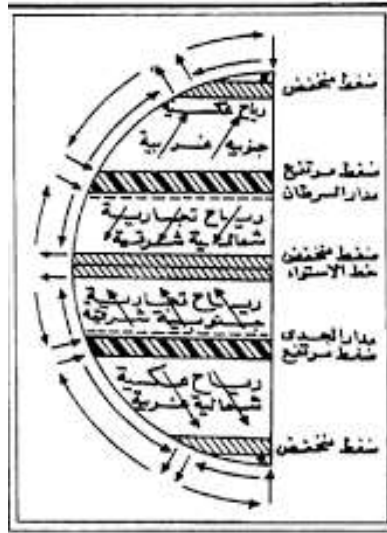 ضغط منخفض
رياح عكسية
جنوبية غربية
ضغط مرتفع
مدار السرطان
رياح تجارية
شمالية شرقية
ضغط منخفض
خط الاستواء
رياح تجارية
جنوبية شرقية
مدار الجدى
ضغط مرتفع
رياح عكسية
شمالية غربية
ضغط منخفض